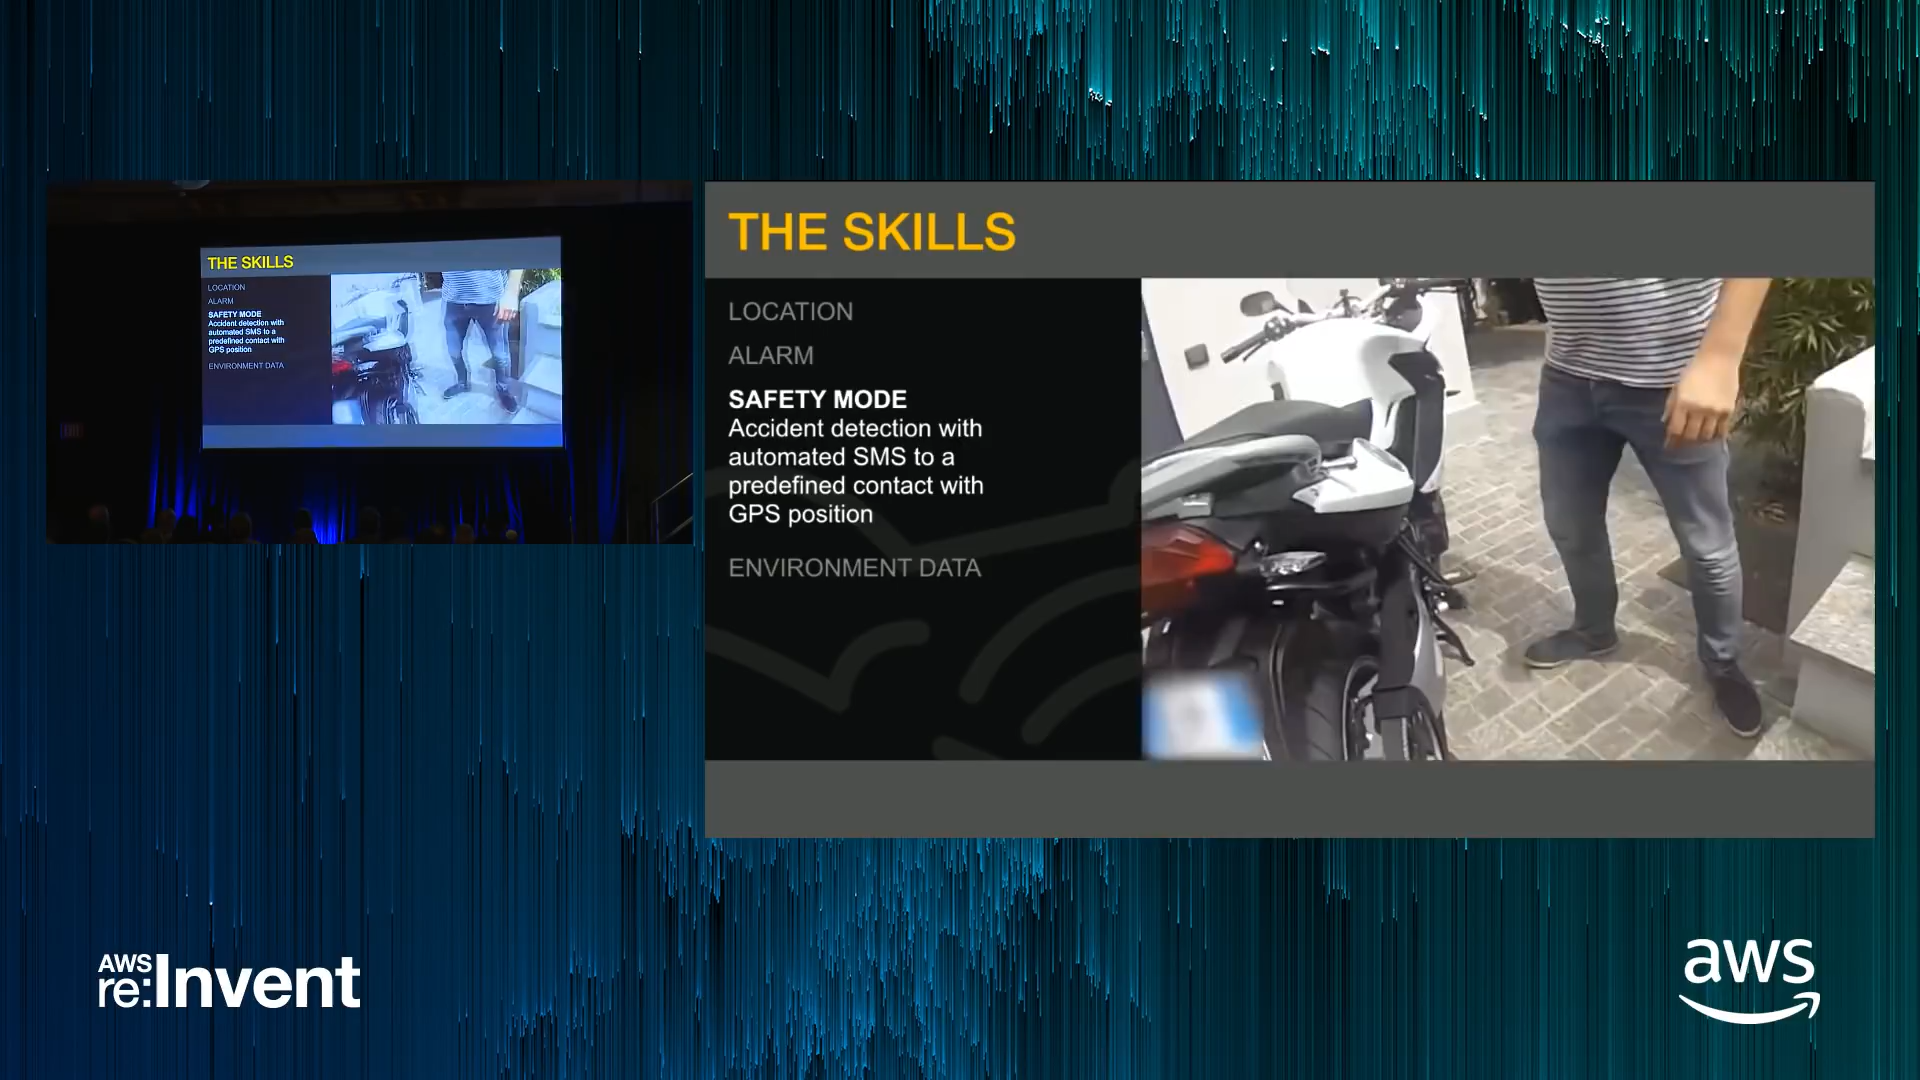 THE SKILLS
LOCATION
ALARM
SAFETY MODE
Accident detection with
automated SMS to a
predefined contact with
GPS position
ENVIRONMENT DATA
THE SKILLS
LOCATION
ALARM
SAFETY MODE
Accident detection with
automated SMS to a
predefined contact with
GPS position
ENVIRONMENT DATA
AWS
re:Invent
aws